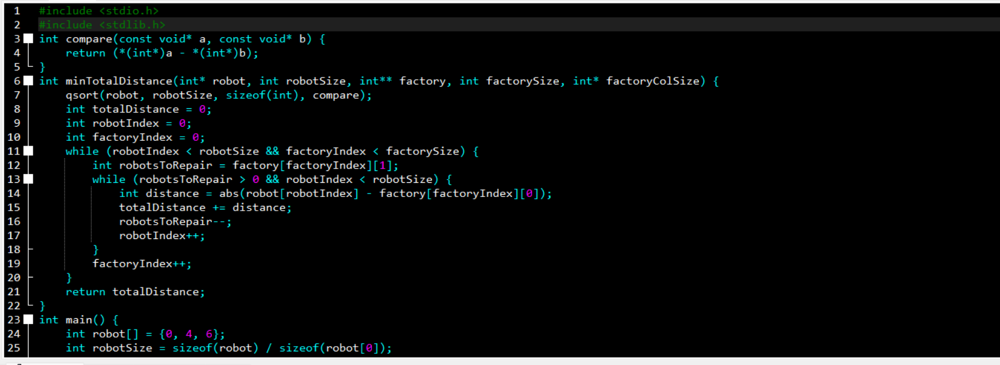 1 #include <stdio.h>
2 #include <stdlib.h>
3 int compare(const void* a, const void* b) {
4     return (*(int*)a - *(int*)b);
5 }
6 int minTotalDistance(int* robot, int robotSize, int** factory, int factorySize, int* factoryColSize) {
7     qsort(robot, robotSize, sizeof(int), compare);
8     int totalDistance = 0;
9     int robotIndex = 0;
10     int factoryIndex = 0;
11     while (robotIndex < robotSize && factoryIndex < factorySize) {
12         int robotsToRepair = factory[factoryIndex][1];
13         while (robotsToRepair > 0 && robotIndex < robotSize) {
14             int distance = abs(robot[robotIndex] - factory[factoryIndex][0]);
15             totalDistance += distance;
16             robotsToRepair--;
17             robotIndex++;
18         }
19         factoryIndex++;
20     }
21     return totalDistance;
22 }
23 int main() {
24     int robot[] = {0, 4, 6};
25     int robotSize = sizeof(robot) / sizeof(robot[0]);